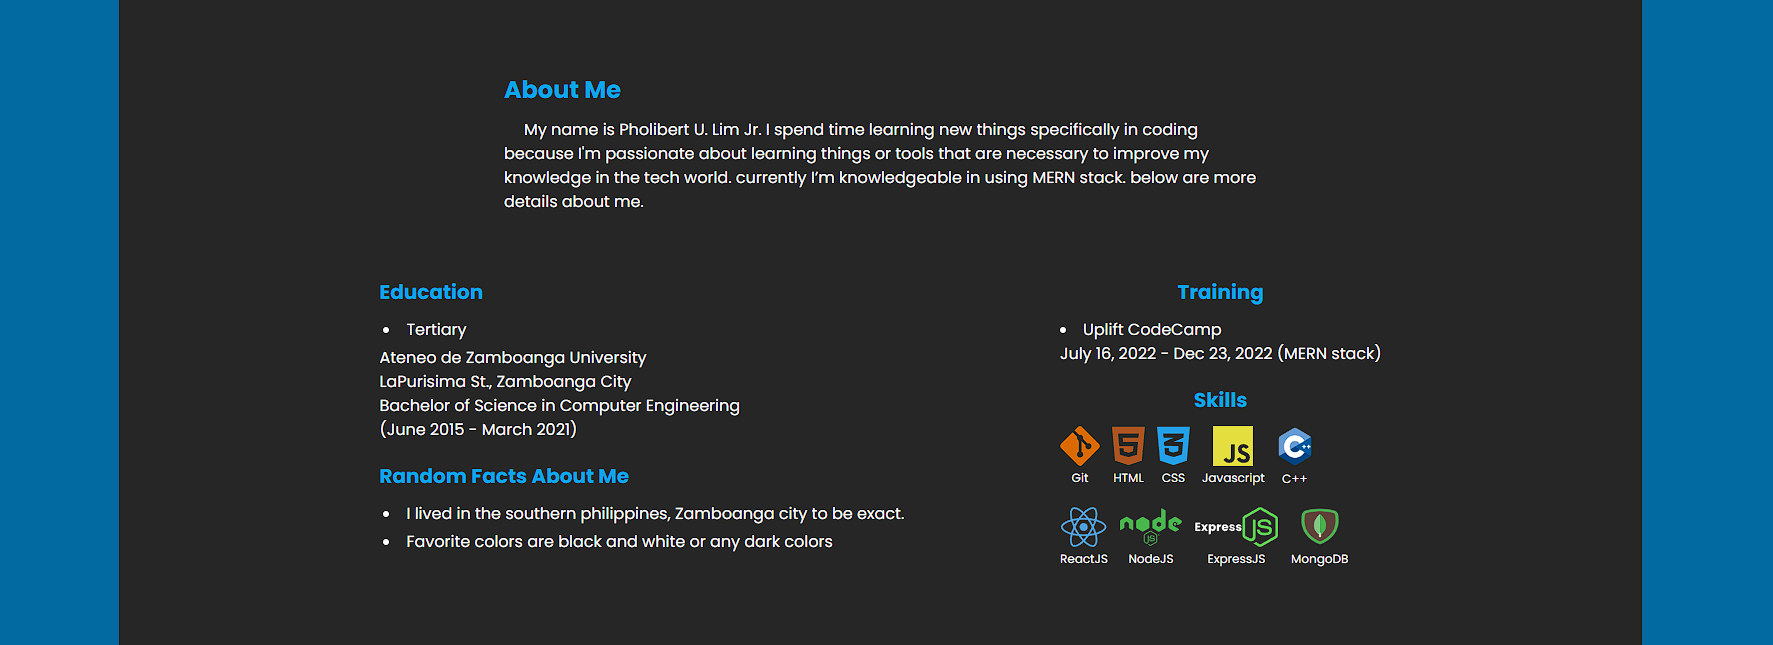 About Me
My name is Pholibert U. Lim Jr. I spend time learning new things specifically in coding
because I'm passionate about learning things or tools that are necessary to improve my
knowledge in the tech world. currently I'm knowledgeable in using MERN stack. below are more
details about me.
Education
• Tertiary
Ateneo de Zamboanga University
LaPurisima St., Zamboanga City
Bachelor of Science in Computer Engineering
(June 2015 - March 2021)
Random Facts About Me
• I lived in the southern philippines, Zamboanga city to be exact.
• Favorite colors are black and white or any dark colors
Training
• Uplift CodeCamp
July 16, 2022 - Dec 23, 2022 (MERN stack)
Skills
5 3 JS C++
Git HTML CSS Javascript C++
node JS Express JS
ReactJS NodeJS ExpressJS MongoDB